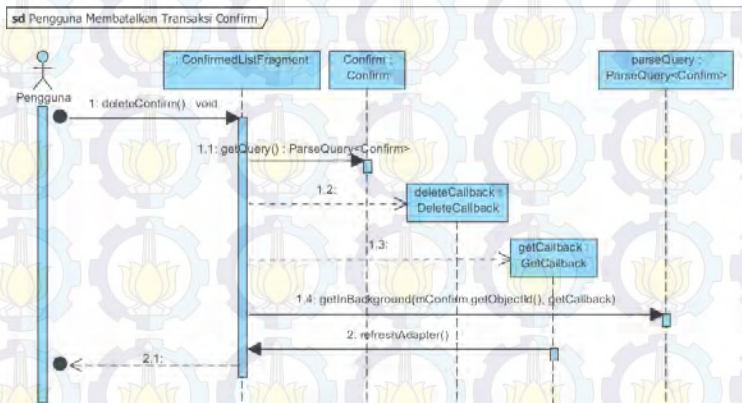 sd Pengguna Membatalkan Transaksi Confirm
: ConfirmedListFragment
Confirm :
Confirm
parseQuery :
ParseQuery<Confirm>
Pengguna
1: deleteConfirm() : void
1.1: getQuery() : ParseQuery<Confirm>
1.2:
deleteCallback :
DeleteCallback
1.3:
getCallback :
GetCallback
1.4: getInBackground(mConfirm.getObjectId(), getCallback)
2: refreshAdapter()
2.1: